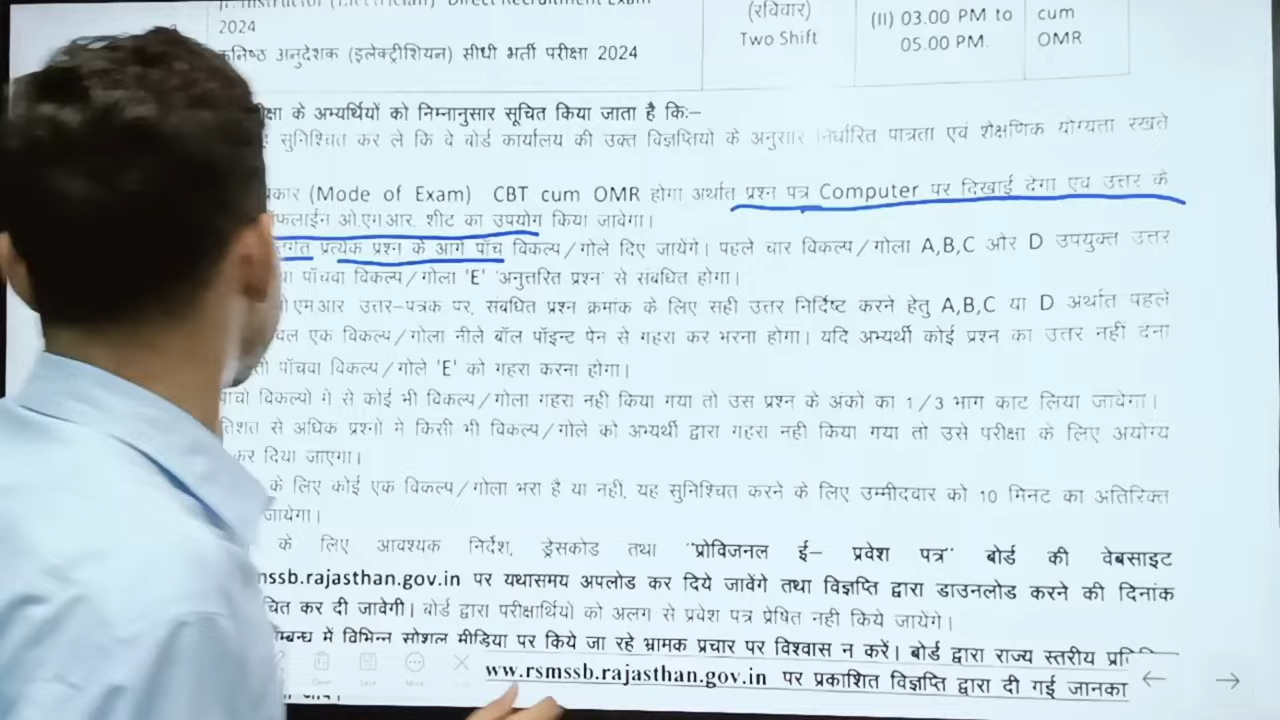 Jr. Instructor (Electrician) Direct Recruitment Exam
2024
कनिष्ठ अनुदेशक (इलेक्ट्रीशियन) सीधी भर्ती परीक्षा 2024
(रविवार)
Two Shift
(II) 03.00 PM to
05.00 PM.
cum
OMR
के अभ्यर्थियों को निम्नानुसार सूचित किया जाता है कि:–
सुनिश्चित कर ले कि वे बोर्ड कार्यालय की उक्त विज्ञप्तियो के अनुसार निर्धारित पात्रता एवं शैक्षणिक योग्यता रखते
(Mode of Exam) CBT cum OMR होगा अर्थात प्रश्न पत्र Computer पर दिखाई देगा एव उत्तर के
ऑफलाईन ओ.एम.आर. शीट का उपयोग किया जावेगा।
प्रत्येक प्रश्न के आगे पाँच विकल्प/गोले दिए जायेंगे। पहले चार विकल्प/गोला A,B,C और D उपयुक्त उत्तर
पॉचवा विकल्प/गोला 'E' 'अनुत्तरित प्रश्न' से संबधित होगा।
एमआर उत्तर–पत्रक पर, संबधित प्रश्न क्रमांक के लिए सही उत्तर निर्दिष्ट करने हेतु A,B,C या D अर्थात पहले
एक विकल्प/गोला नीले बॉल पॉइन्ट पेन से गहरा कर भरना होगा। यदि अभ्यर्थी कोई प्रश्न का उत्तर नहीं देना
तो पॉचवा विकल्प/गोले 'E' को गहरा करना होगा।
पाचो विकल्पो मे से कोई भी विकल्प/गोला गहरा नही किया गया तो उस प्रश्न के अंको का 1/3 भाग काट लिया जावेगा।
से अधिक प्रश्नो मे किसी भी विकल्प/गोले को अभ्यर्थी द्वारा गहरा नही किया गया तो उसे परीक्षा के लिए अयोग्य
कर दिया जाएगा।
के लिए कोई एक विकल्प/गोला भरा है या नहीं, यह सुनिश्चित करने के लिए उम्मीदवार को 10 मिनट का अतिरिक्त
जायेगा।
के लिए आवश्यक निर्देश, ड्रेसकोड तथा "प्रोविजनल ई– प्रवेश पत्र" बोर्ड की वेबसाइट
mssb.rajasthan.gov.in पर यथासमय अपलोड कर दिये जावेंगे तथा विज्ञप्ति द्वारा डाउनलोड करने की दिनांक
कर दी जावेगी। बोर्ड द्वारा परीक्षार्थियो को अलग से प्रवेश पत्र प्रेषित नही किये जायेंगे।
में विभिन्न सोशल मीडिया पर किये जा रहे भ्रामक प्रचार पर विश्वास न करें। बोर्ड द्वारा राज्य स्तरीय
ww.rsmssb.rajasthan.gov.in पर प्रकाशित विज्ञप्ति द्वारा दी गई जानका